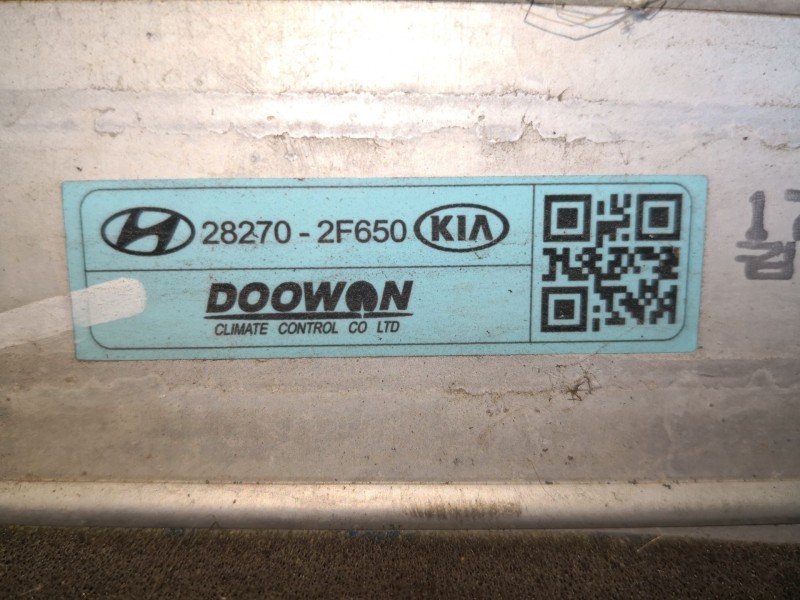 28270-2F650 KIA
DOOWON
CLIMATE CONTROL CO LTD